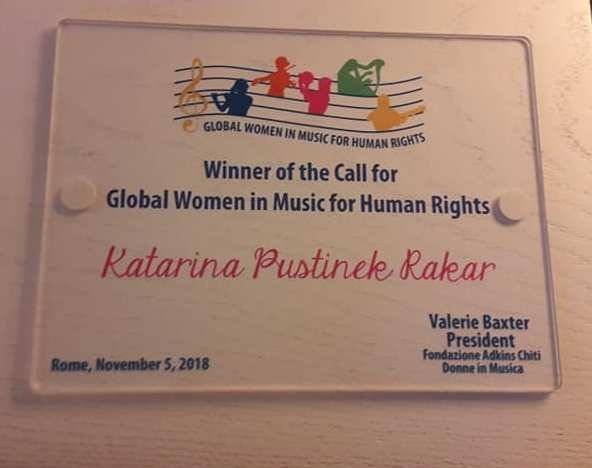 GLOBAL WOMEN IN MUSIC FOR HUMAN RIGHTS
Winner of the Call for
Global Women in Music for Human Rights
Katarina Pustinek Rakar
Valerie Baxter
President
Fondazione Adkins Chiti
Donne in Musica
Rome, November 5, 2018